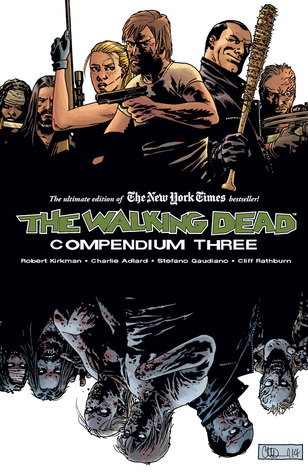 The ultimate edition of The New York Times bestseller!
THE WALKING DEAD
COMPENDIUM THREE
Robert Kirkman • Charlie Adlard • Stefano Gaudiano • Cliff Rathburn